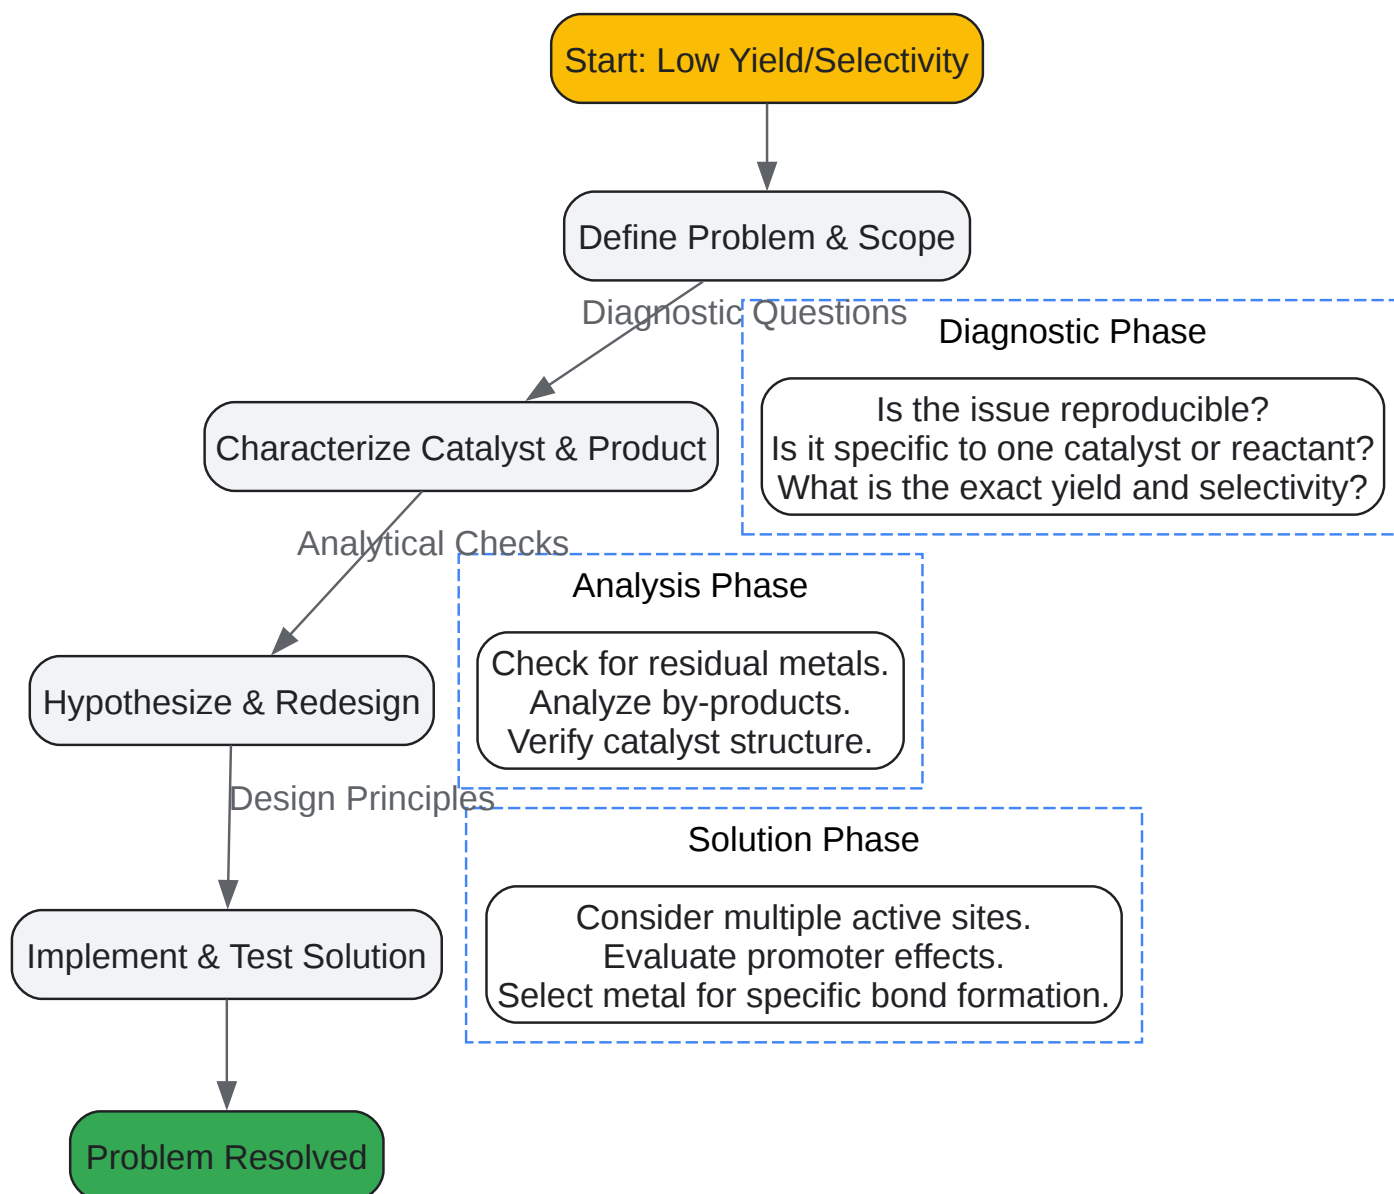 Start: Low Yield/Selectivity
Define Problem & Scope
Diagnostic Questions
Diagnostic Phase
Is the issue reproducible?
Is it specific to one catalyst or reactant?
What is the exact yield and selectivity?
Characterize Catalyst & Product
Analytical Checks
Analysis Phase
Check for residual metals.
Analyze by-products.
Verify catalyst structure.
Hypothesize & Redesign
Design Principles
Solution Phase
Consider multiple active sites.
Evaluate promoter effects.
Select metal for specific bond formation.
Implement & Test Solution
Problem Resolved